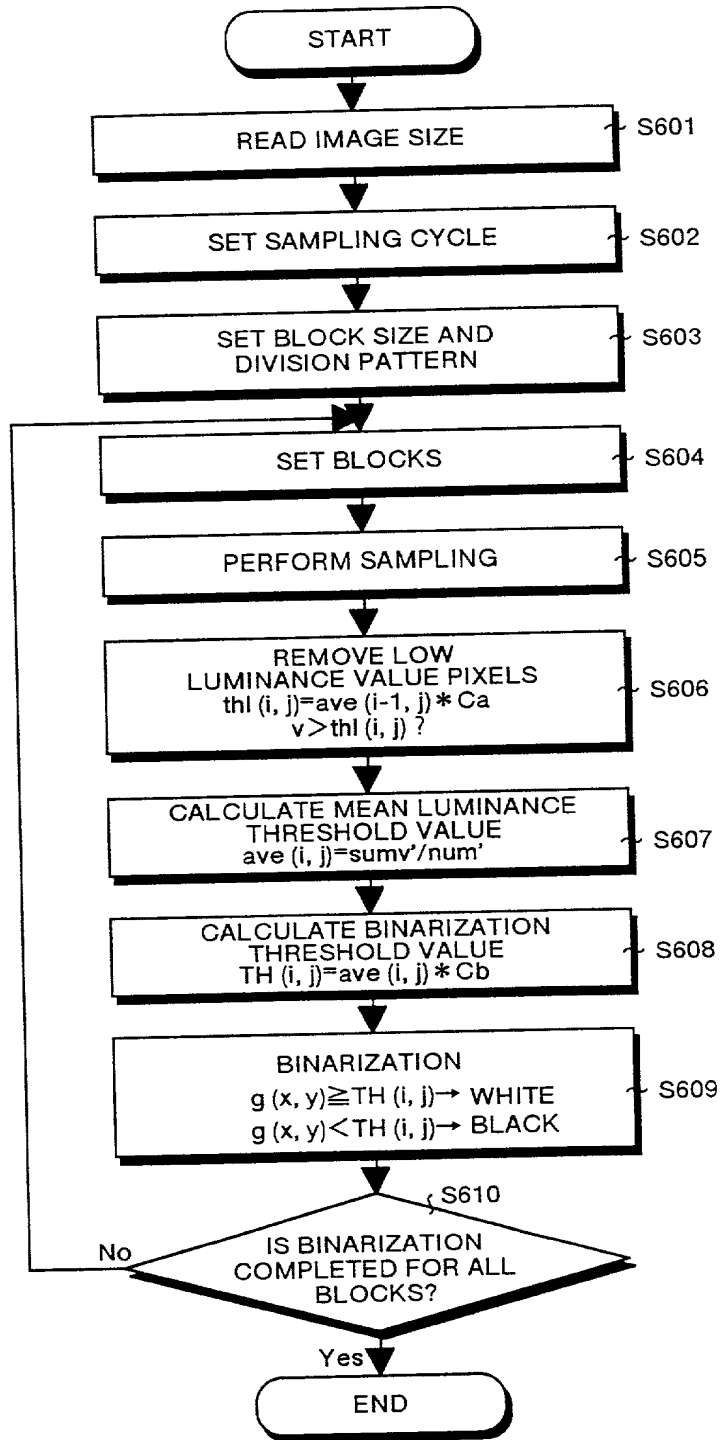 START
READ IMAGE SIZE
S601
SET SAMPLING CYCLE
S602
SET BLOCK SIZE AND
DIVISION PATTERN
S603
SET BLOCKS
S604
PERFORM SAMPLING
S605
REMOVE LOW
LUMINANCE VALUE PIXELS
thl (i, j)=ave (i-1, j)* Ca
v>thl (i, j) ?
S606
CALCULATE MEAN LUMINANCE
THRESHOLD VALUE
ave (i, j)=sumv'/num'
S607
CALCULATE BINARIZATION
THRESHOLD VALUE
TH (i, j)=ave (i, j)* Cb
S608
BINARIZATION
g (x, y)≧TH (i, j)→ WHITE
g (x, y)<TH (i, j)→ BLACK
S609
S610
IS BINARIZATION
COMPLETED FOR ALL
BLOCKS?
No
Yes
END